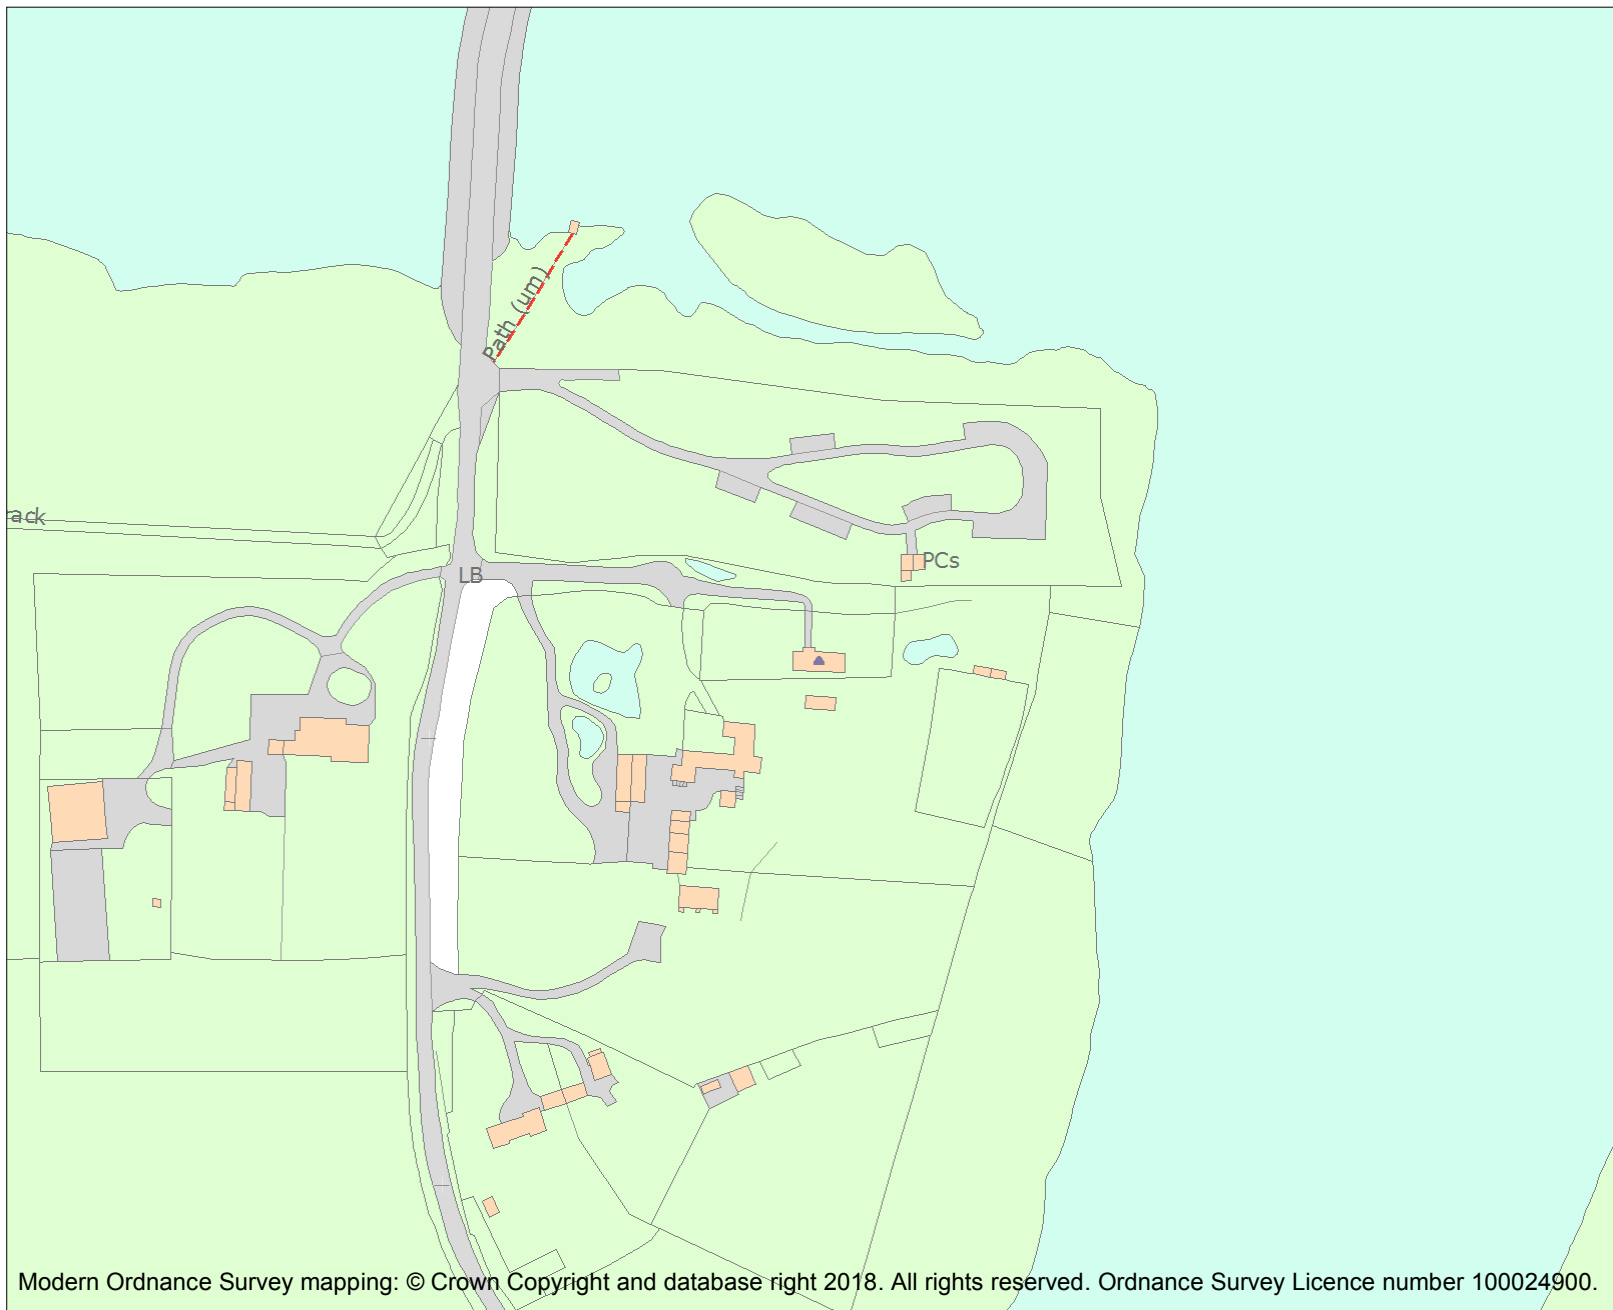 Path (um)
ack
PCs
LB
Modern Ordnance Survey mapping: © Crown Copyright and database right 2018. All rights reserved. Ordnance Survey Licence number 100024900.